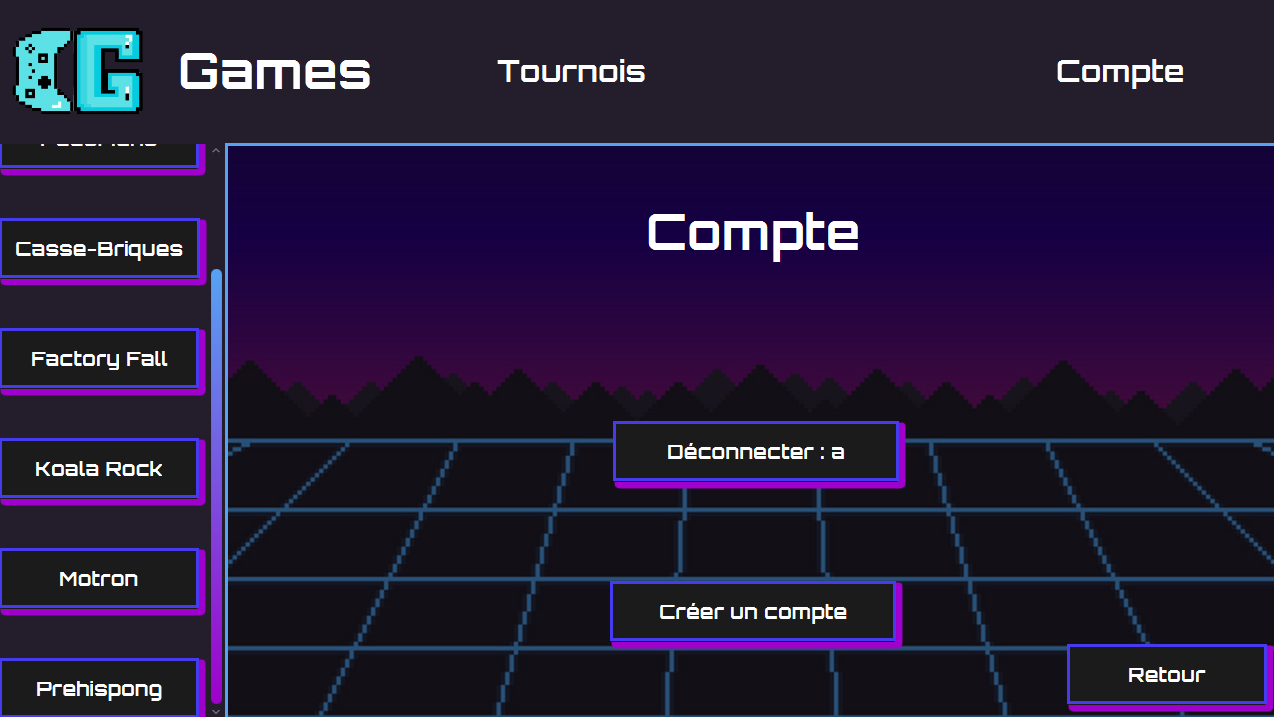 G Games
Tournois
Compte
Casse-Briques
Factory Fall
Koala Rock
Motron
Prehispong
Compte
Déconnecter : a
Créer un compte
Retour